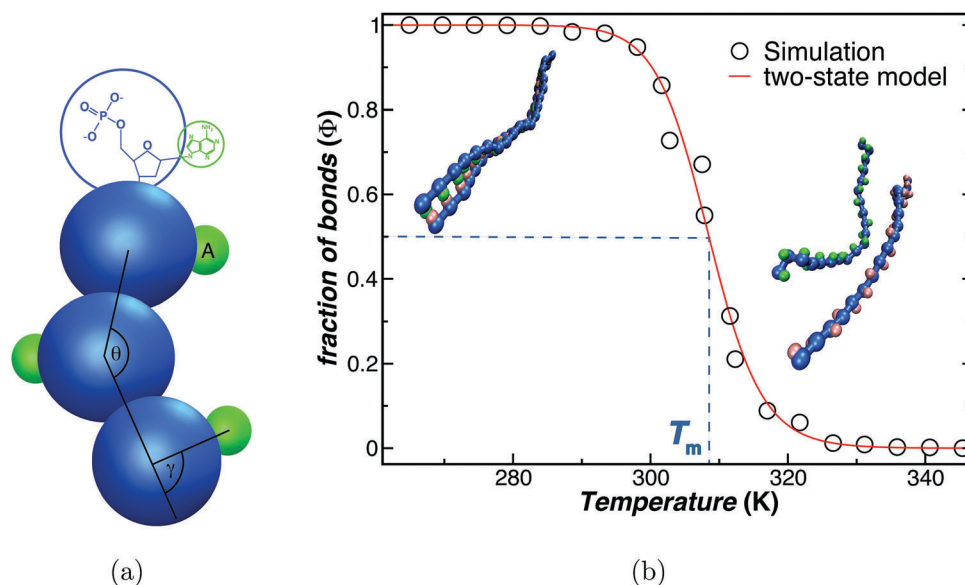 O-
O=P-O
-O
O
NH₂
N
N
N
N
A
θ
γ
(a)
fraction of bonds (Φ)
1
0.8
0.6
0.4
0.2
0
Simulation
two-state model
Tm
280
300
320
340
Temperature (K)
(b)